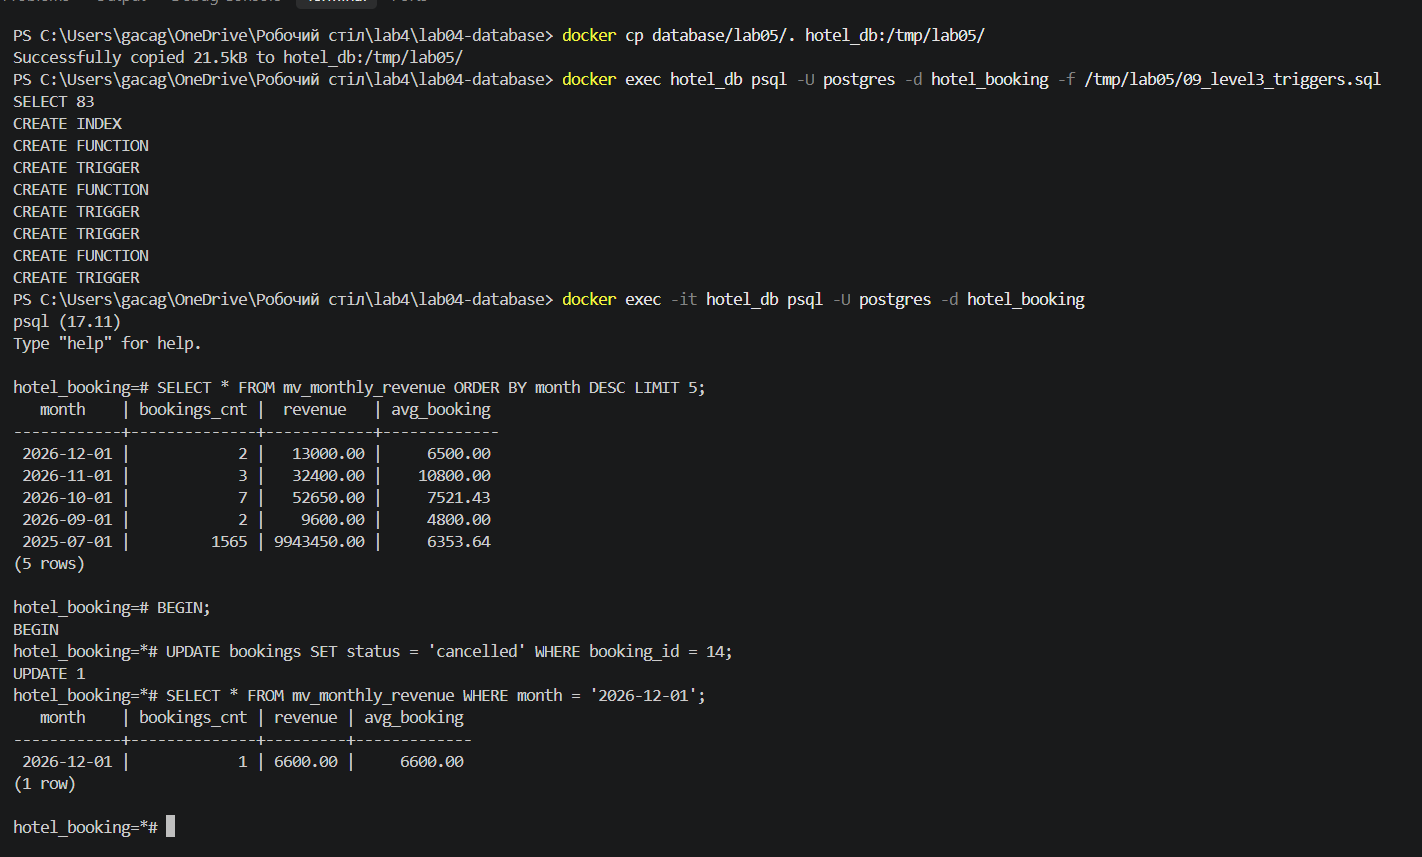 Problems Output Debug Console Terminal Ports
PS C:\Users\gacag\OneDrive\Робочий стіл\lab4\lab04-database> docker cp database/lab05/. hotel_db:/tmp/lab05/
Successfully copied 21.5kB to hotel_db:/tmp/lab05/
PS C:\Users\gacag\OneDrive\Робочий стіл\lab4\lab04-database> docker exec hotel_db psql -U postgres -d hotel_booking -f /tmp/lab05/09_level3_triggers.sql
SELECT 83
CREATE INDEX
CREATE FUNCTION
CREATE TRIGGER
CREATE FUNCTION
CREATE TRIGGER
CREATE TRIGGER
CREATE FUNCTION
CREATE TRIGGER
PS C:\Users\gacag\OneDrive\Робочий стіл\lab4\lab04-database> docker exec -it hotel_db psql -U postgres -d hotel_booking
psql (17.11)
Type "help" for help.
hotel_booking=# SELECT * FROM mv_monthly_revenue ORDER BY month DESC LIMIT 5;
   month    | bookings_cnt |  revenue   | avg_booking
------------+--------------+------------+-------------
 2026-12-01 |            2 |   13000.00 |     6500.00
 2026-11-01 |            3 |   32400.00 |    10800.00
 2026-10-01 |            7 |   52650.00 |     7521.43
 2026-09-01 |            2 |    9600.00 |     4800.00
 2025-07-01 |         1565 | 9943450.00 |     6353.64
(5 rows)
hotel_booking=# BEGIN;
BEGIN
hotel_booking=*# UPDATE bookings SET status = 'cancelled' WHERE booking_id = 14;
UPDATE 1
hotel_booking=*# SELECT * FROM mv_monthly_revenue WHERE month = '2026-12-01';
   month    | bookings_cnt | revenue | avg_booking
------------+--------------+---------+-------------
 2026-12-01 |            1 | 6600.00 |     6600.00
(1 row)
hotel_booking=*#